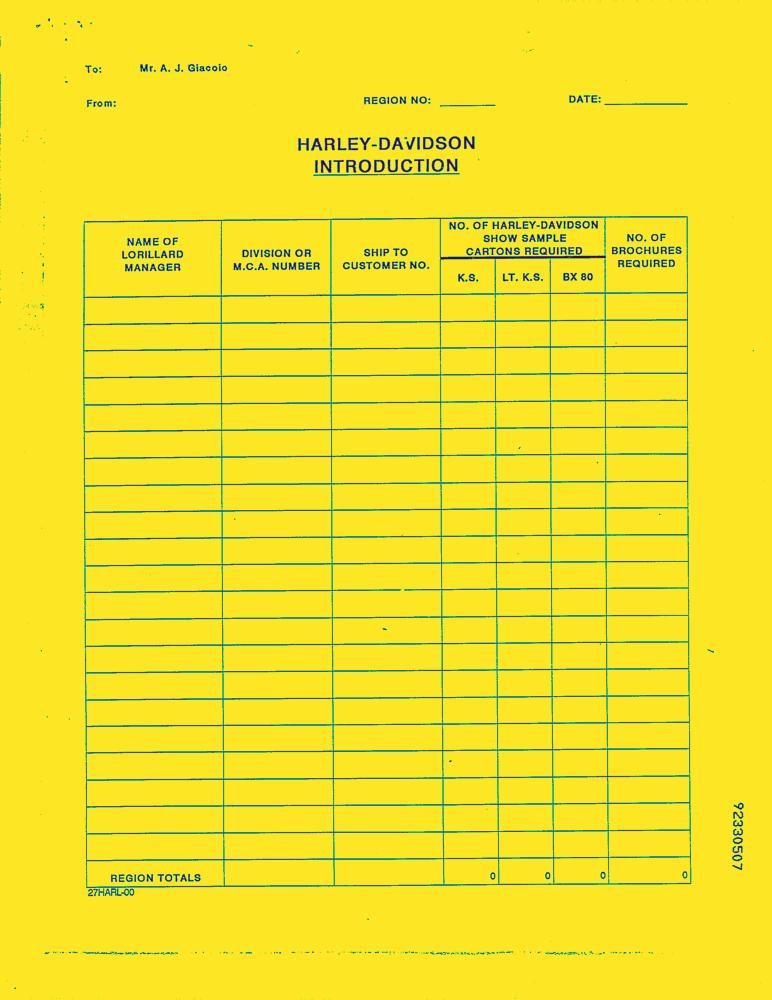 To: Mr. A. J. Giacoio
From: REGION NO: DATE:
HARLEY-DAVIDSON
INTRODUCTION
NAME OF
LORILLARD
MANAGER
DIVISION OR
M.C.A. NUMBER
SHIP TO
CUSTOMER NO.
NO. OF HARLEY-DAVIDSON
SHOW SAMPLE
CARTONS REQUIRED
K.S. LT. K.S. BX 80
NO. OF
BROCHURES
REQUIRED
REGION TOTALS 0 0 0 0
27HARL-00
92330507